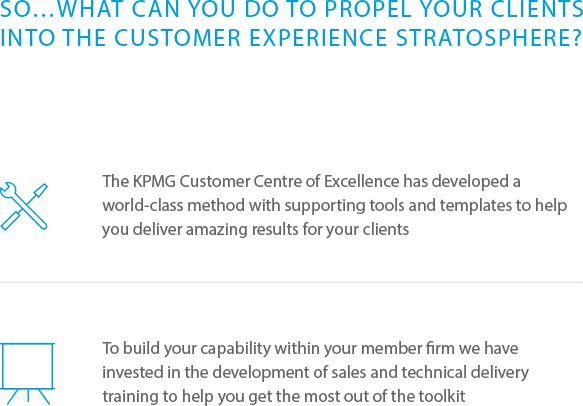 SO...WHAT CAN YOU DO TO PROPEL YOUR CLIENTS
INTO THE CUSTOMER EXPERIENCE STRATOSPHERE?
The KPMG Customer Centre of Excellence has developed a
world-class method with supporting tools and templates to help
you deliver amazing results for your clients
To build your capability within your member firm we have
invested in the development of sales and technical delivery
training to help you get the most out of the toolkit